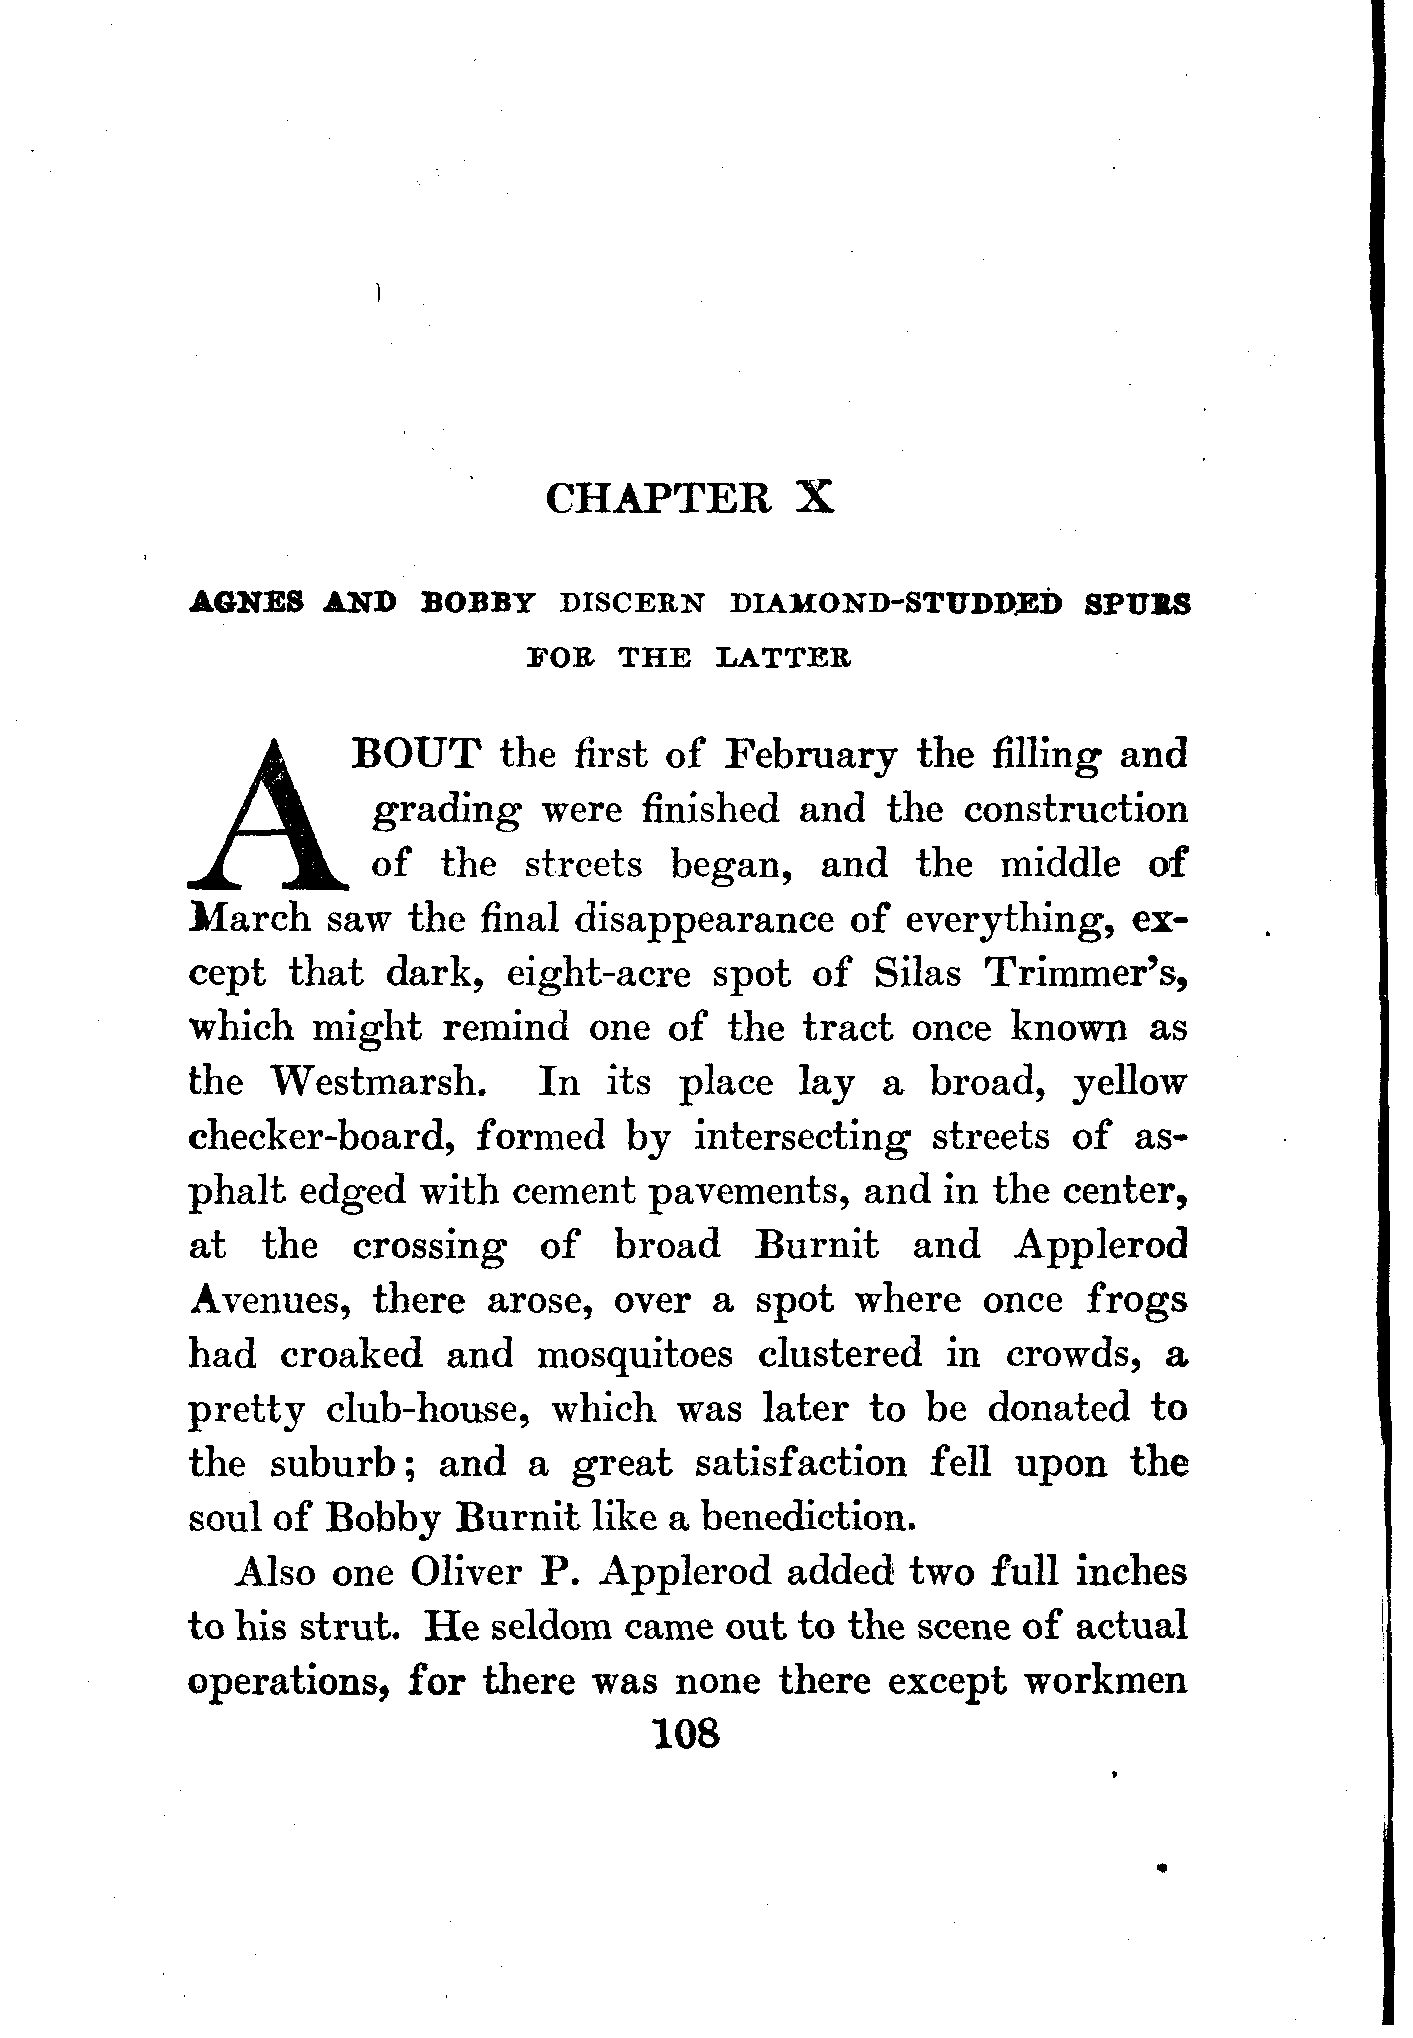 CHAPTER X
AGNES AND BOBBY DISCERN DIAMOND-STUDDED SPURS
FOR THE LATTER
ABOUT the first of February the filling and
grading were finished and the construction
of the streets began, and the middle of
March saw the final disappearance of everything, ex-
cept that dark, eight-acre spot of Silas Trimmer's,
which might remind one of the tract once known as
the Westmarsh. In its place lay a broad, yellow
checker-board, formed by intersecting streets of as-
phalt edged with cement pavements, and in the center,
at the crossing of broad Burnit and Applerod
Avenues, there arose, over a spot where once frogs
had croaked and mosquitoes clustered in crowds, a
pretty club-house, which was later to be donated to
the suburb; and a great satisfaction fell upon the
soul of Bobby Burnit like a benediction.
Also one Oliver P. Applerod added two full inches
to his strut. He seldom came out to the scene of actual
operations, for there was none there except workmen
108